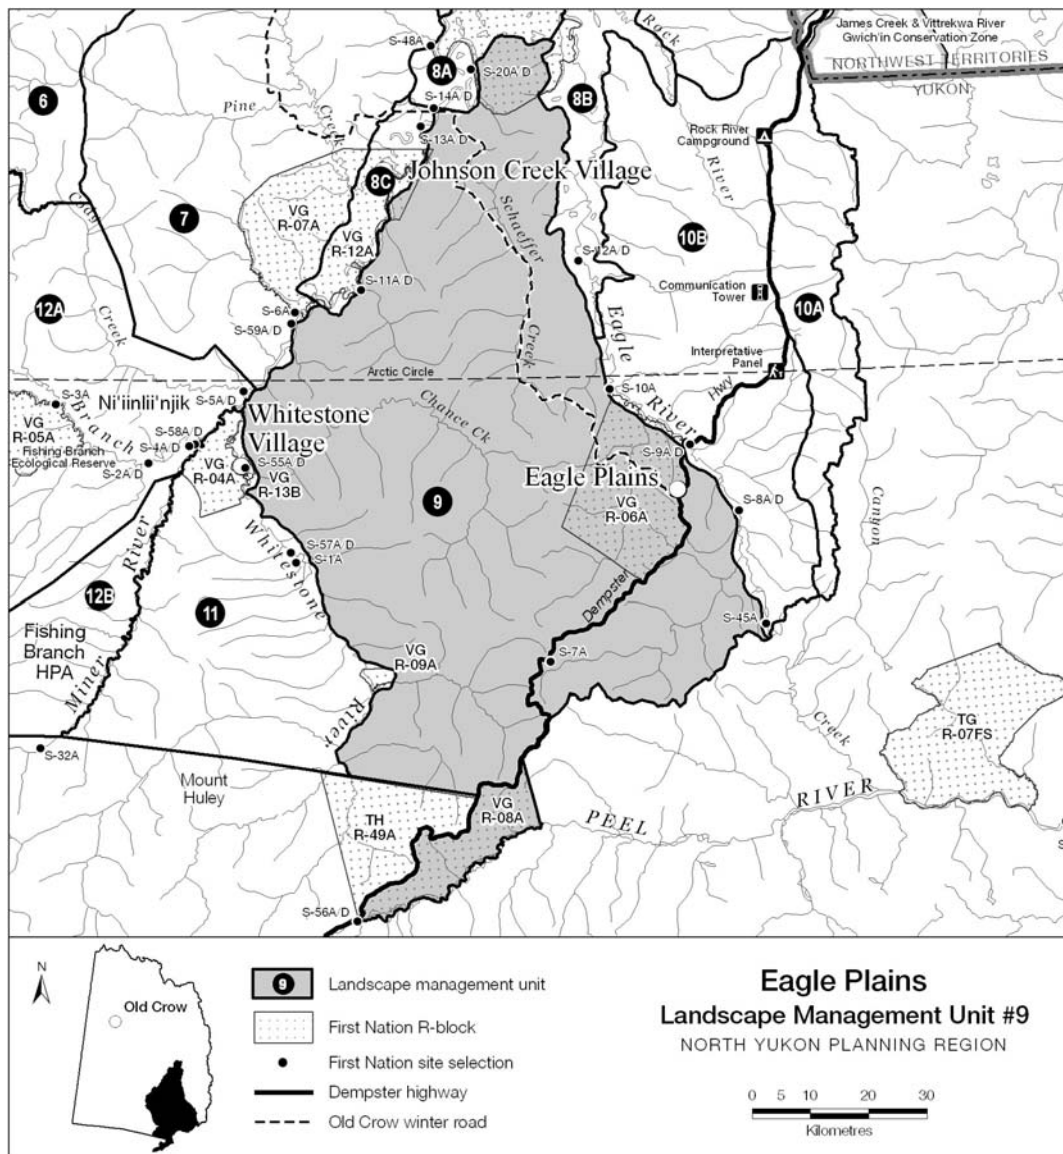 James Creek & Vittrekwa River
Gwich'in Conservation Zone
NORTHWEST TERRITORIES
YUKON
S-48A
Rock
River
8A
S-20A D
6
8B
S-14A D
Pine
Creek
S-13A D
Rock River
Campground
8C
Johnson Creek Village
VG
R-07A
7
VG
R-12A
Schaeffer
Creek
10B
S-12A D
S-11A D
Communication
Tower
12A
Creek
S-6A
S-59A/D
10A
Eagle
River
Interpretative
Panel
Arctic Circle
S-3A
Ni'iinlii'njik
S-5A D
S-10A
Hwy
Branch
VG
R-05A
Fishing Branch
Ecological Reserve
S-58A D
S-4A D
S-2A D
Whitestone
Village
Chance Ck
VG
R-04A
S-55A D
VG
R-13B
S-9A D
Eagle Plains
VG
R-06A
9
S-8A D
Canyon
Creek
Whitestone
River
S-57A/D
S-1A
Miner
River
12B
11
Dempster
Fishing
Branch
HPA
S-45A
VG
R-09A
S-7A
TG
R-07FS
S-32A
Mount
Huley
TH
R-49A
VG
R-08A
PEEL
RIVER
S-56A/D
N
Old Crow
9
Landscape management unit
First Nation R-block
First Nation site selection
Dempster highway
Old Crow winter road
Eagle Plains
Landscape Management Unit #9
NORTH YUKON PLANNING REGION
0 5 10 20 30
Kilometres